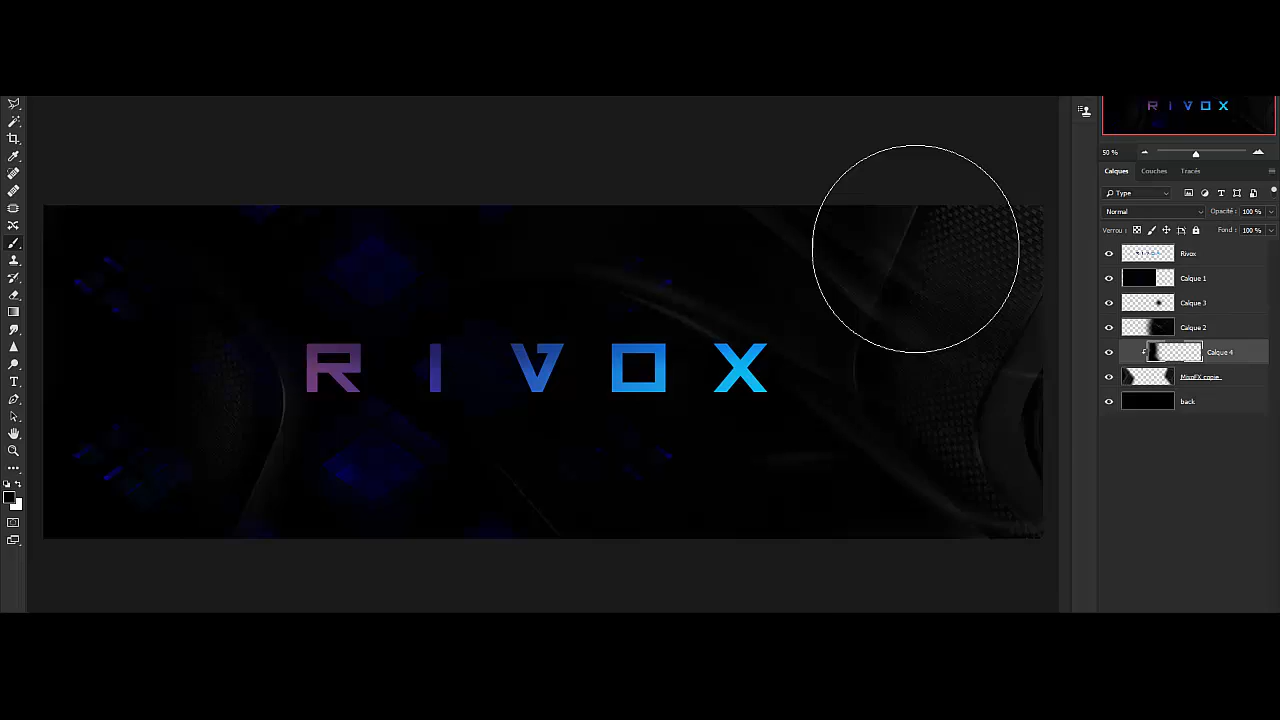 R I V O X
50 %
Calques Couches Tracés
Type
Normal Opacité : 100 %
Verrou : Fond : 100 %
Rivox
Calque 1
Calque 3
Calque 2
Calque 4
back
R I V O X
T